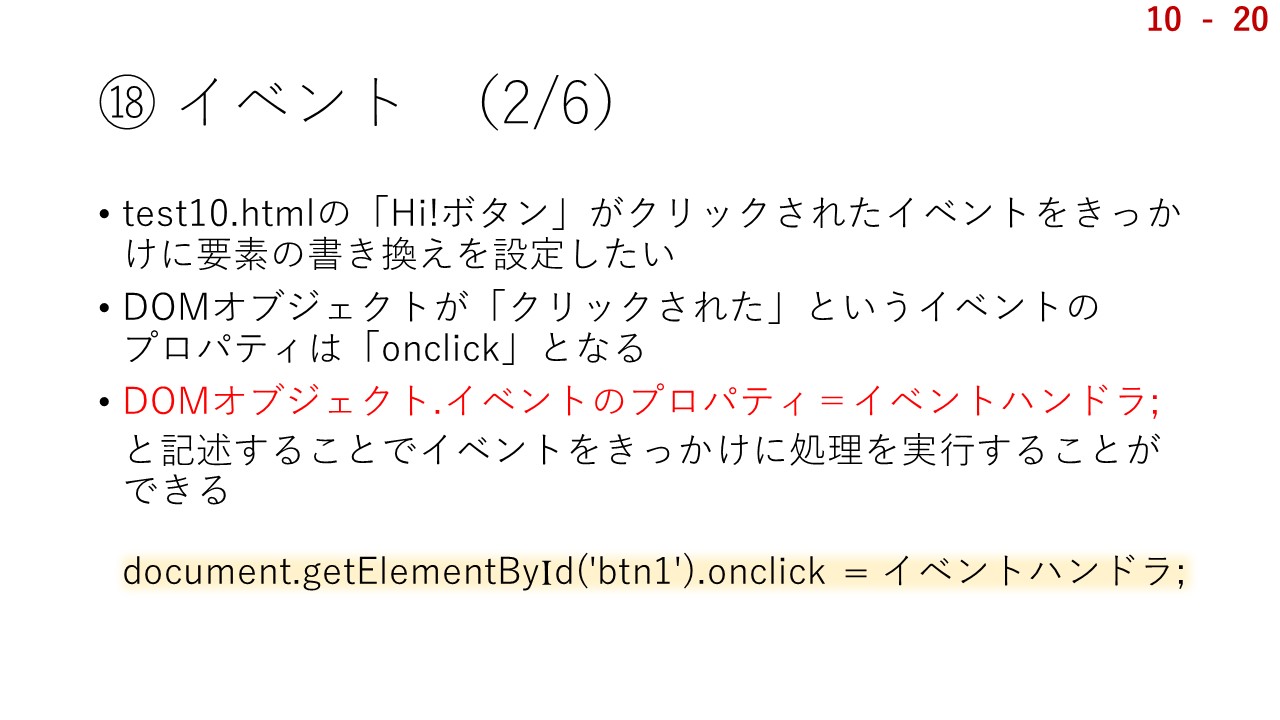 10 - 20
⑱ イベント （2/6）
• test10.htmlの「Hi!ボタン」がクリックされたイベントをきっか
けに要素の書き換えを設定したい
• DOMオブジェクトが「クリックされた」というイベントの
プロパティは「onclick」となる
• DOMオブジェクト.イベントのプロパティ＝イベントハンドラ;
と記述することでイベントをきっかけに処理を実行することが
できる
document.getElementById('btn1').onclick = イベントハンドラ;